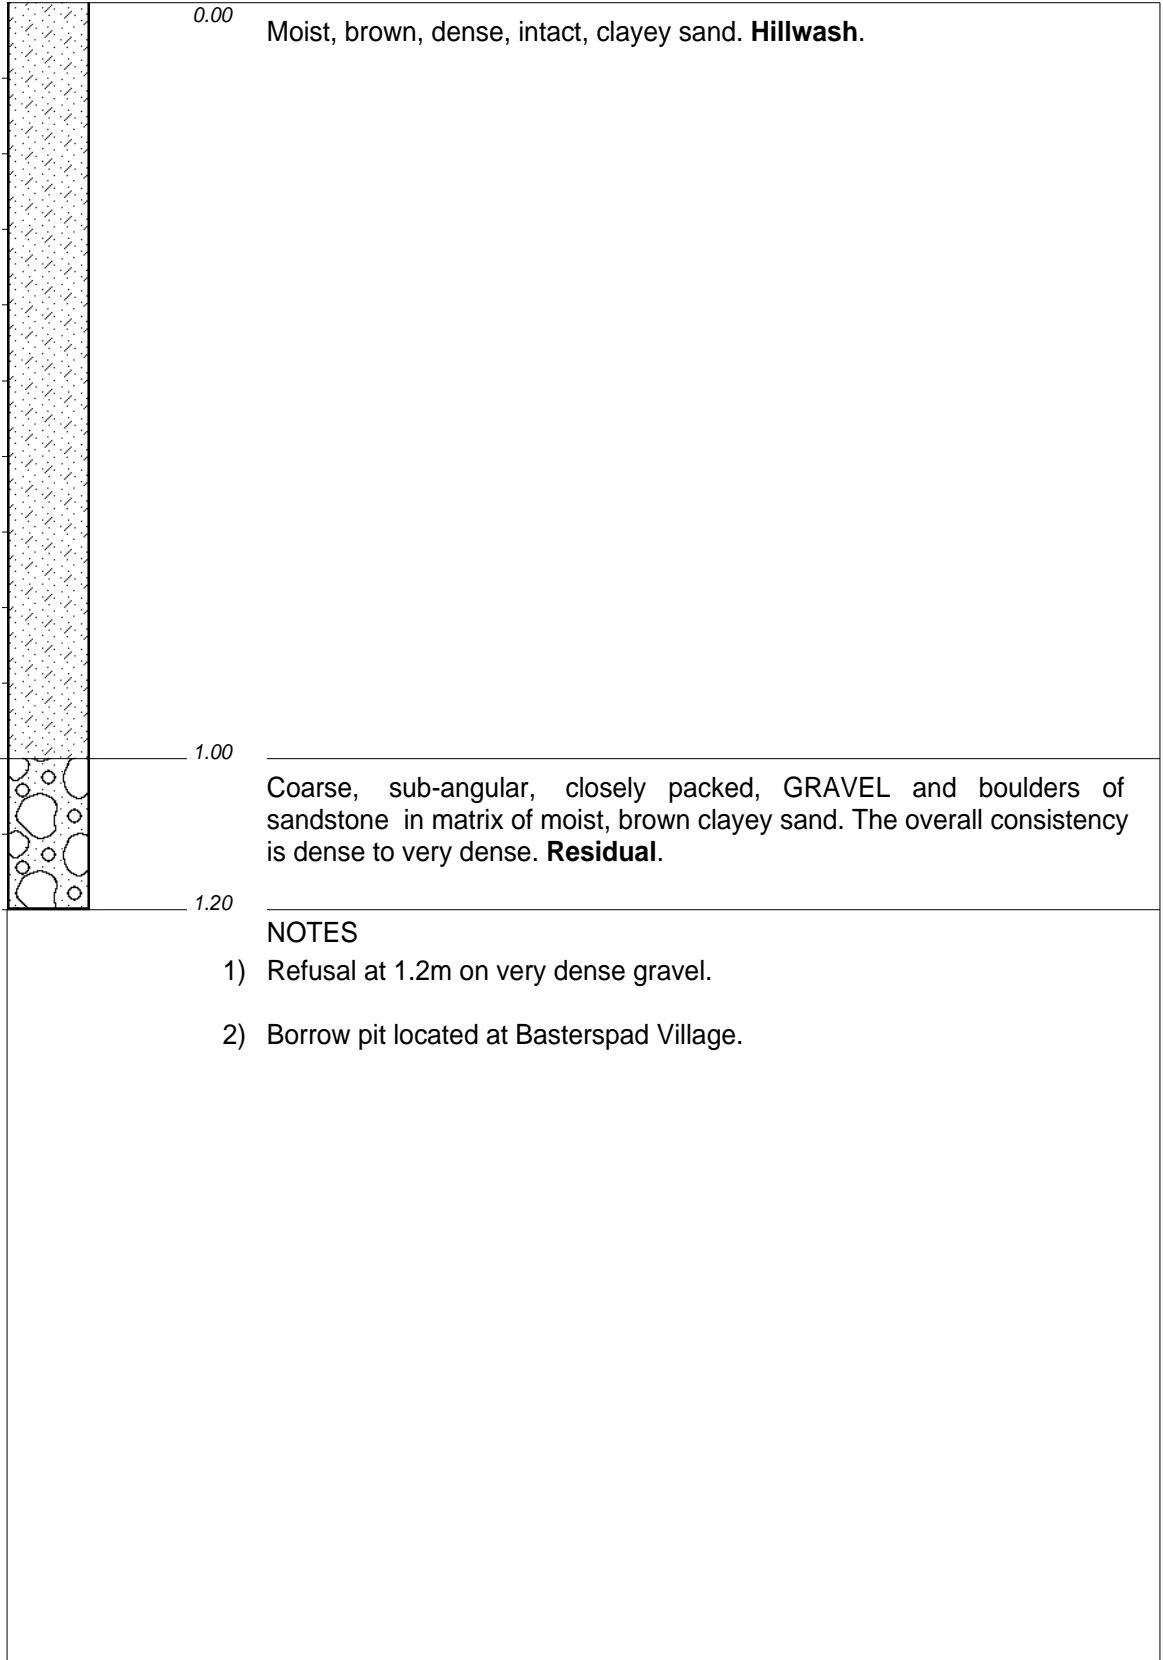 0.00
Moist, brown, dense, intact, clayey sand. Hillwash.
1.00
Coarse, sub-angular, closely packed, GRAVEL and boulders of
sandstone in matrix of moist, brown clayey sand. The overall consistency
is dense to very dense. Residual.
1.20
NOTES
1) Refusal at 1.2m on very dense gravel.
2) Borrow pit located at Basterspad Village.